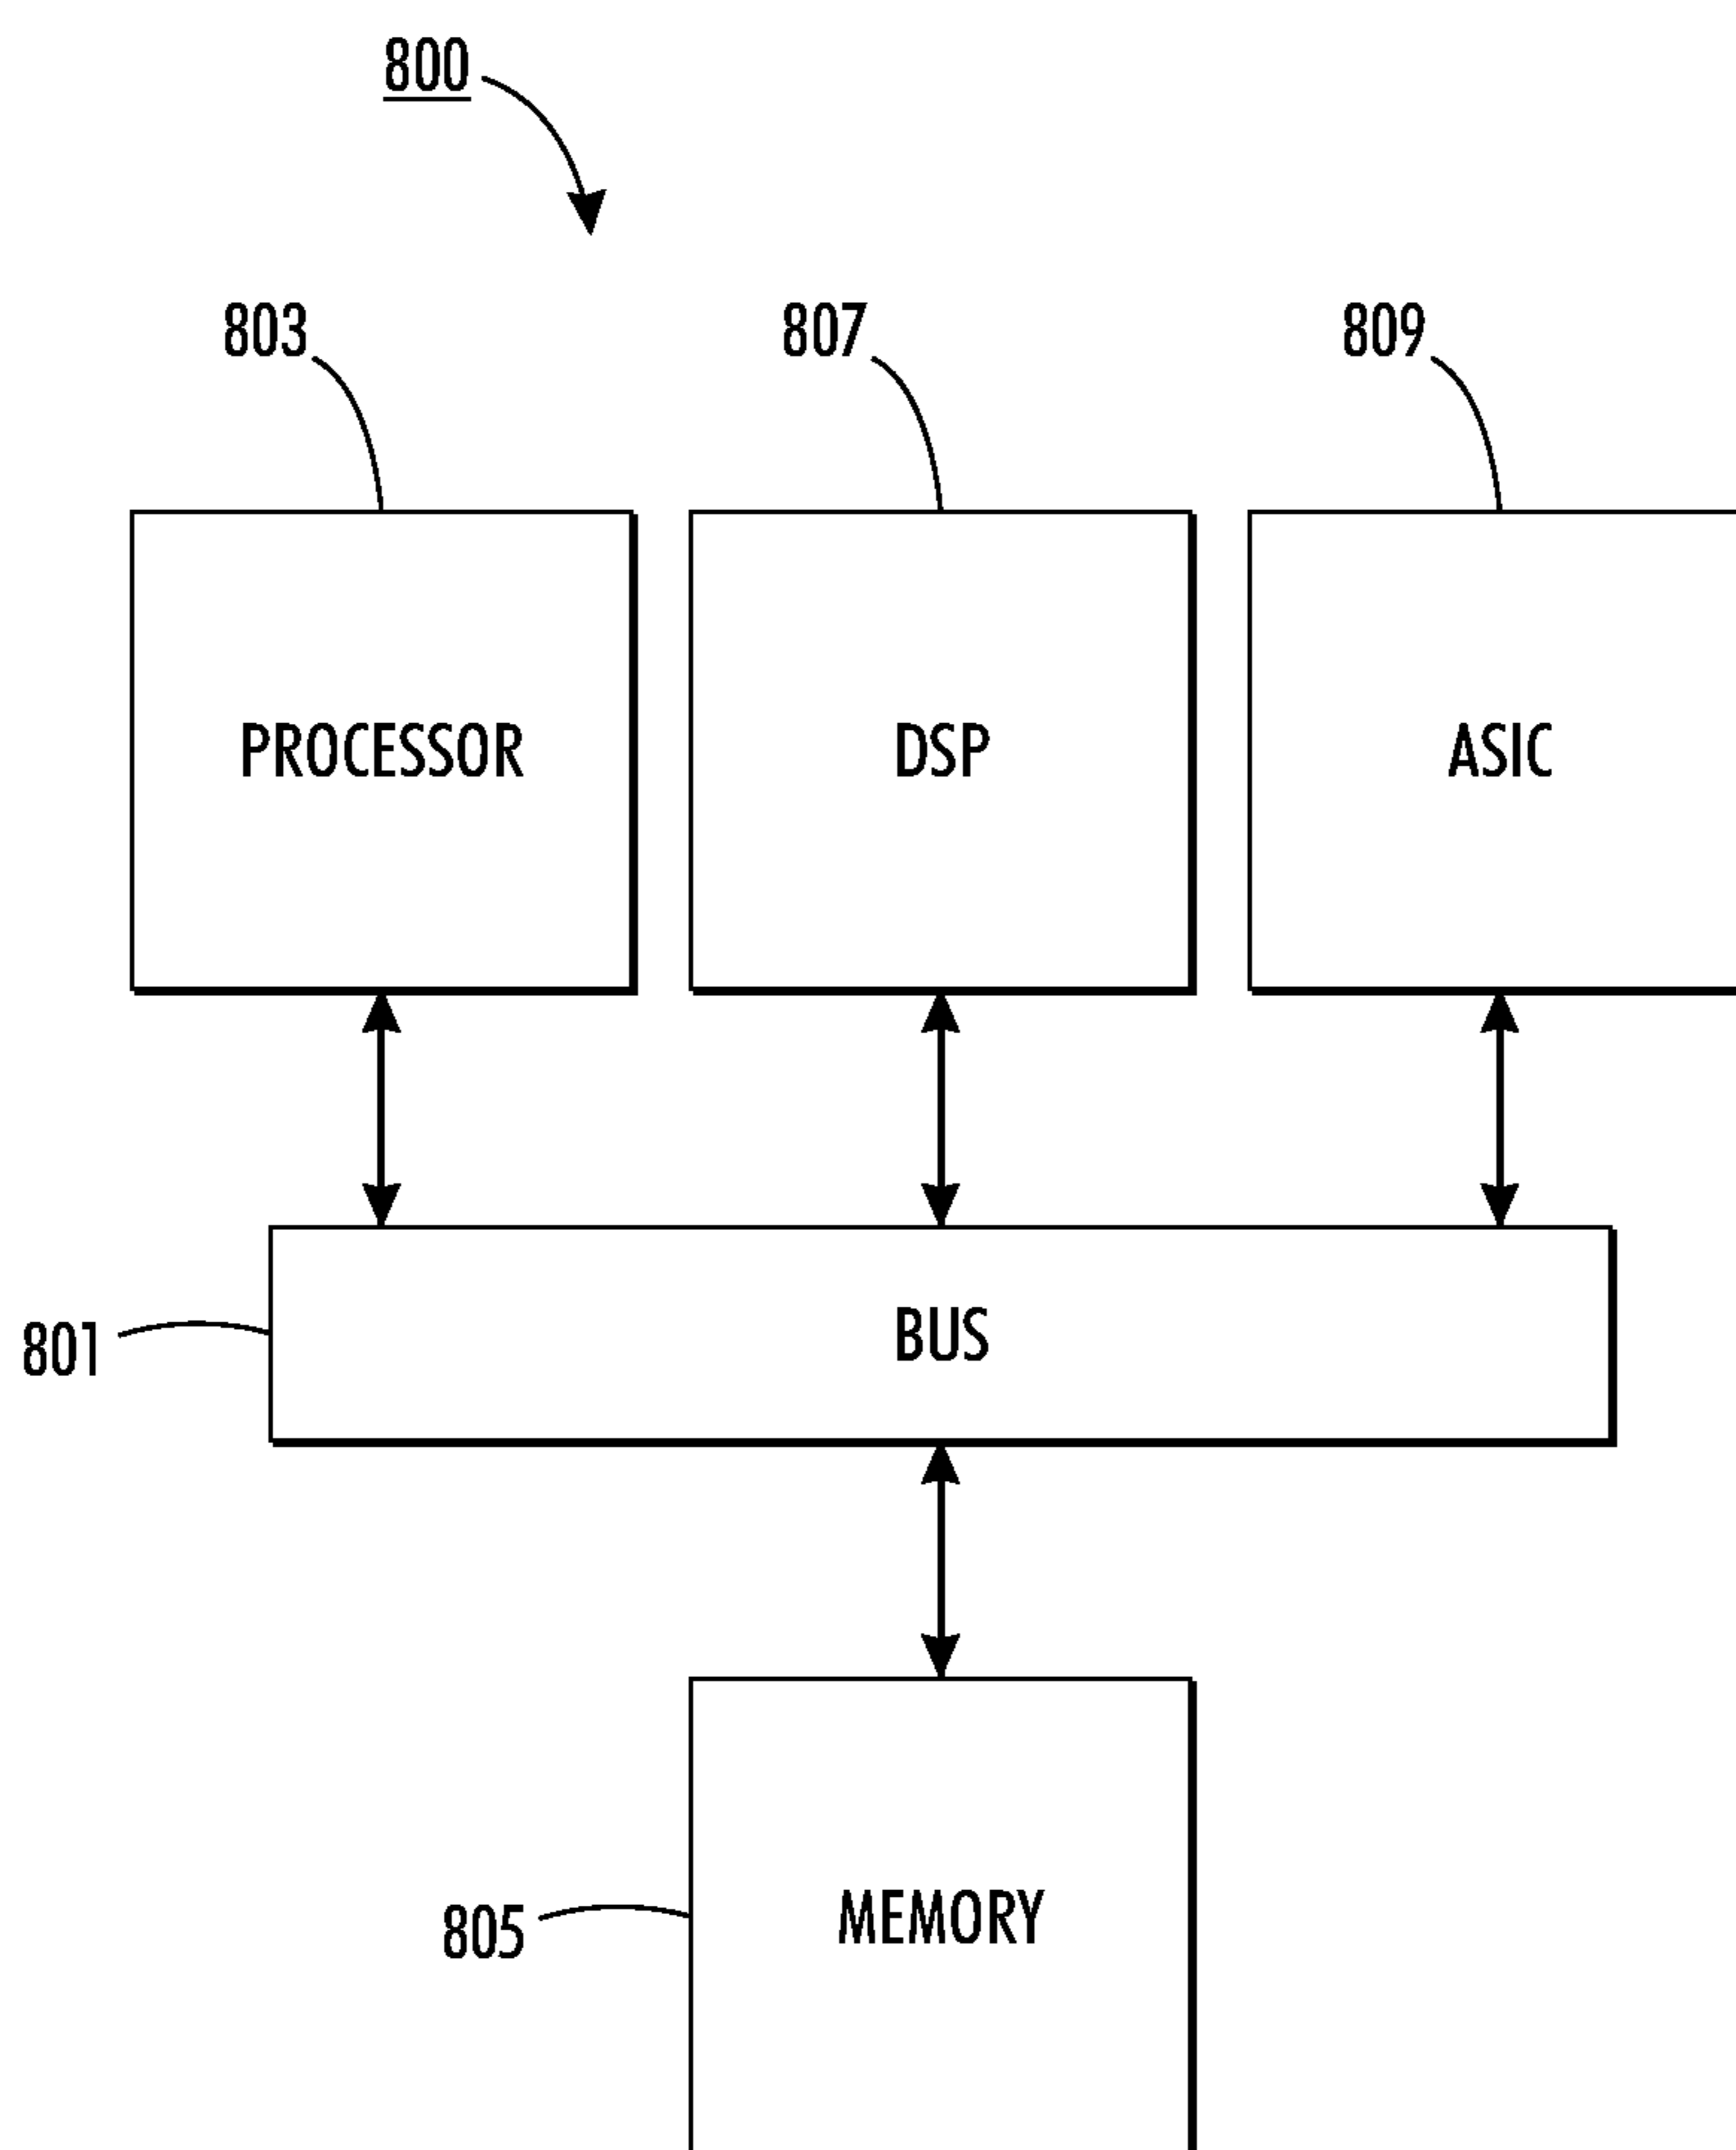 800
803 807 809
PROCESSOR DSP ASIC
BUS
801
MEMORY
805